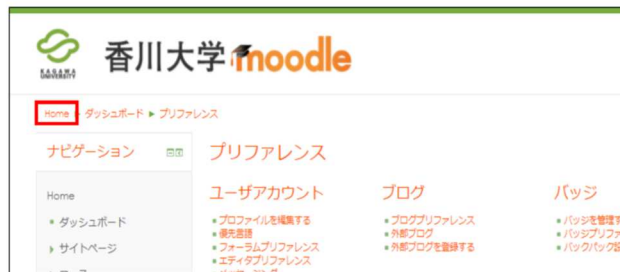 香川大学 moodle
KAGAWA
UNIVERSITY
Home ▶ ダッシュボード ▶ プリファレンス
ナビゲーション
Home
ダッシュボード
サイトページ
プリファレンス
ユーザアカウント
プロファイルを編集する
優先言語
フォーラムプリファレンス
エディタプリファレンス
ブログ
ブログプリファレンス
外部ブログ
外部ブログを登録する
バッジ
バッジを管理す
バッジプリファ
バックパック設